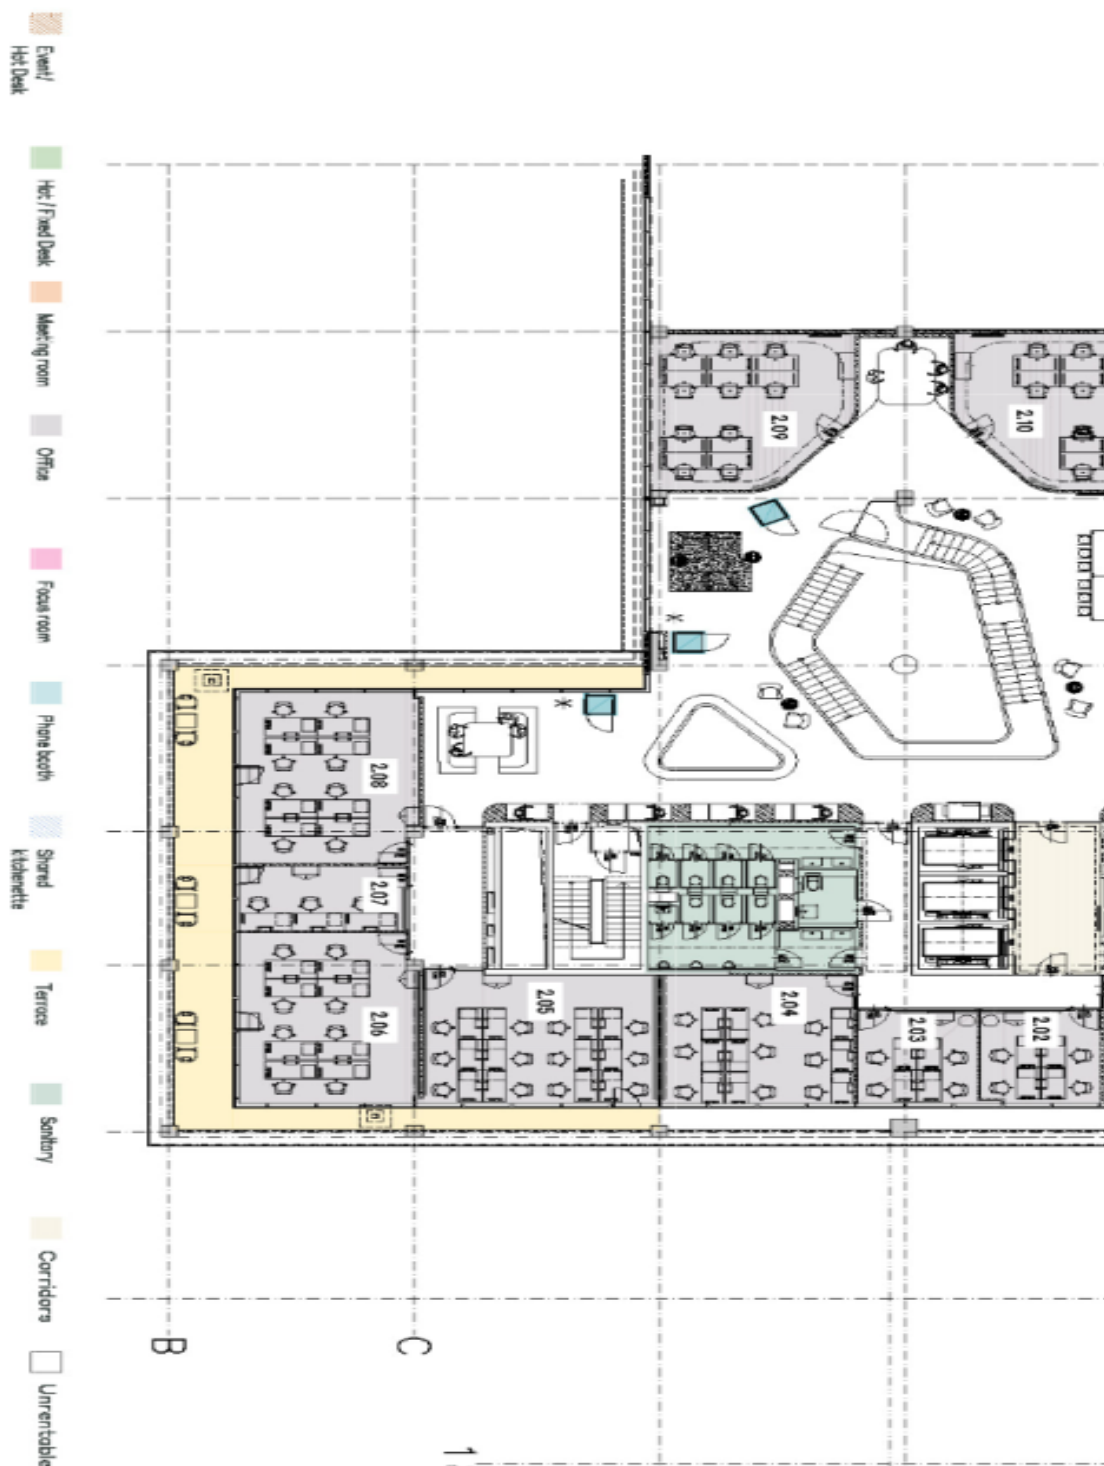 Event/
Hot Desk
Hot / Fixed Desk
Meeting room
Office
Focus room
Phone booth
Shared
kitchenette
Terrace
Sanitary
Corridors
Unrentable
2.09
2.10
2.08
2.07
2.06
2.05
2.04
2.03
2.02
B
C